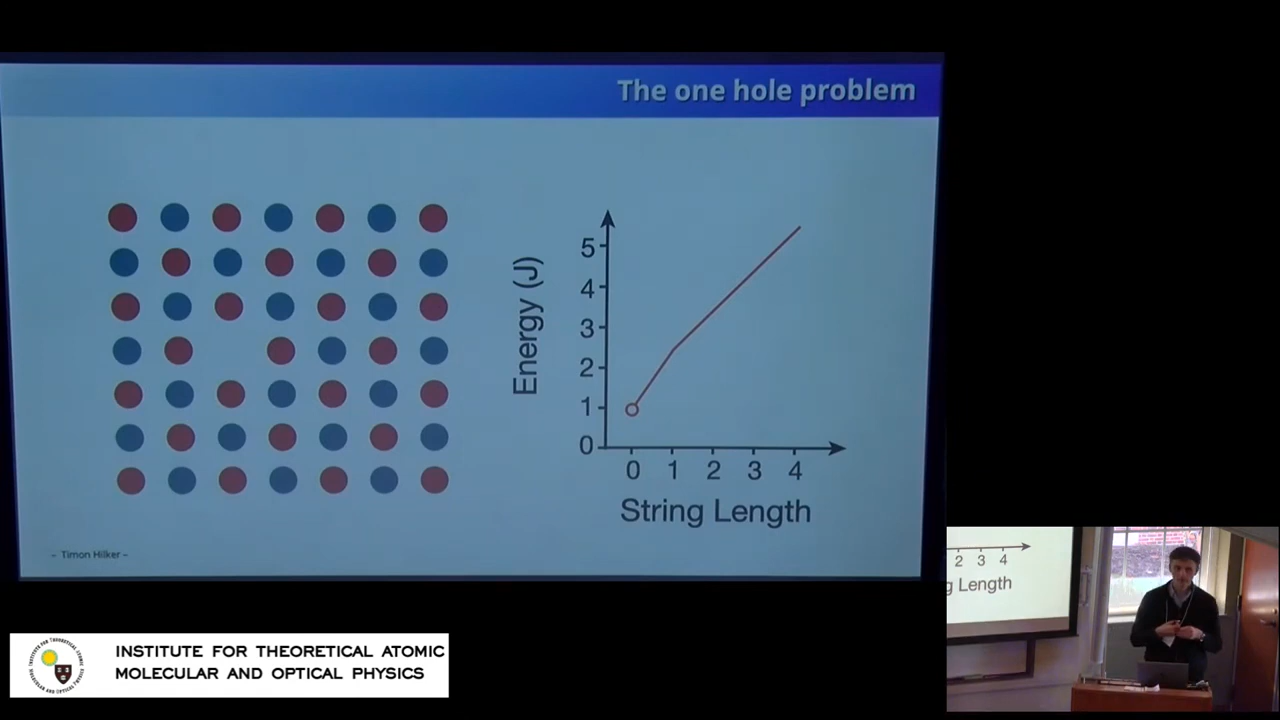 The one hole problem
Energy (J)
5
4
3
2
1
0
0 1 2 3 4
String Length
– Timon Hilker –
2 3 4
g Length
INSTITUTE FOR THEORETICAL ATOMIC
MOLECULAR AND OPTICAL PHYSICS